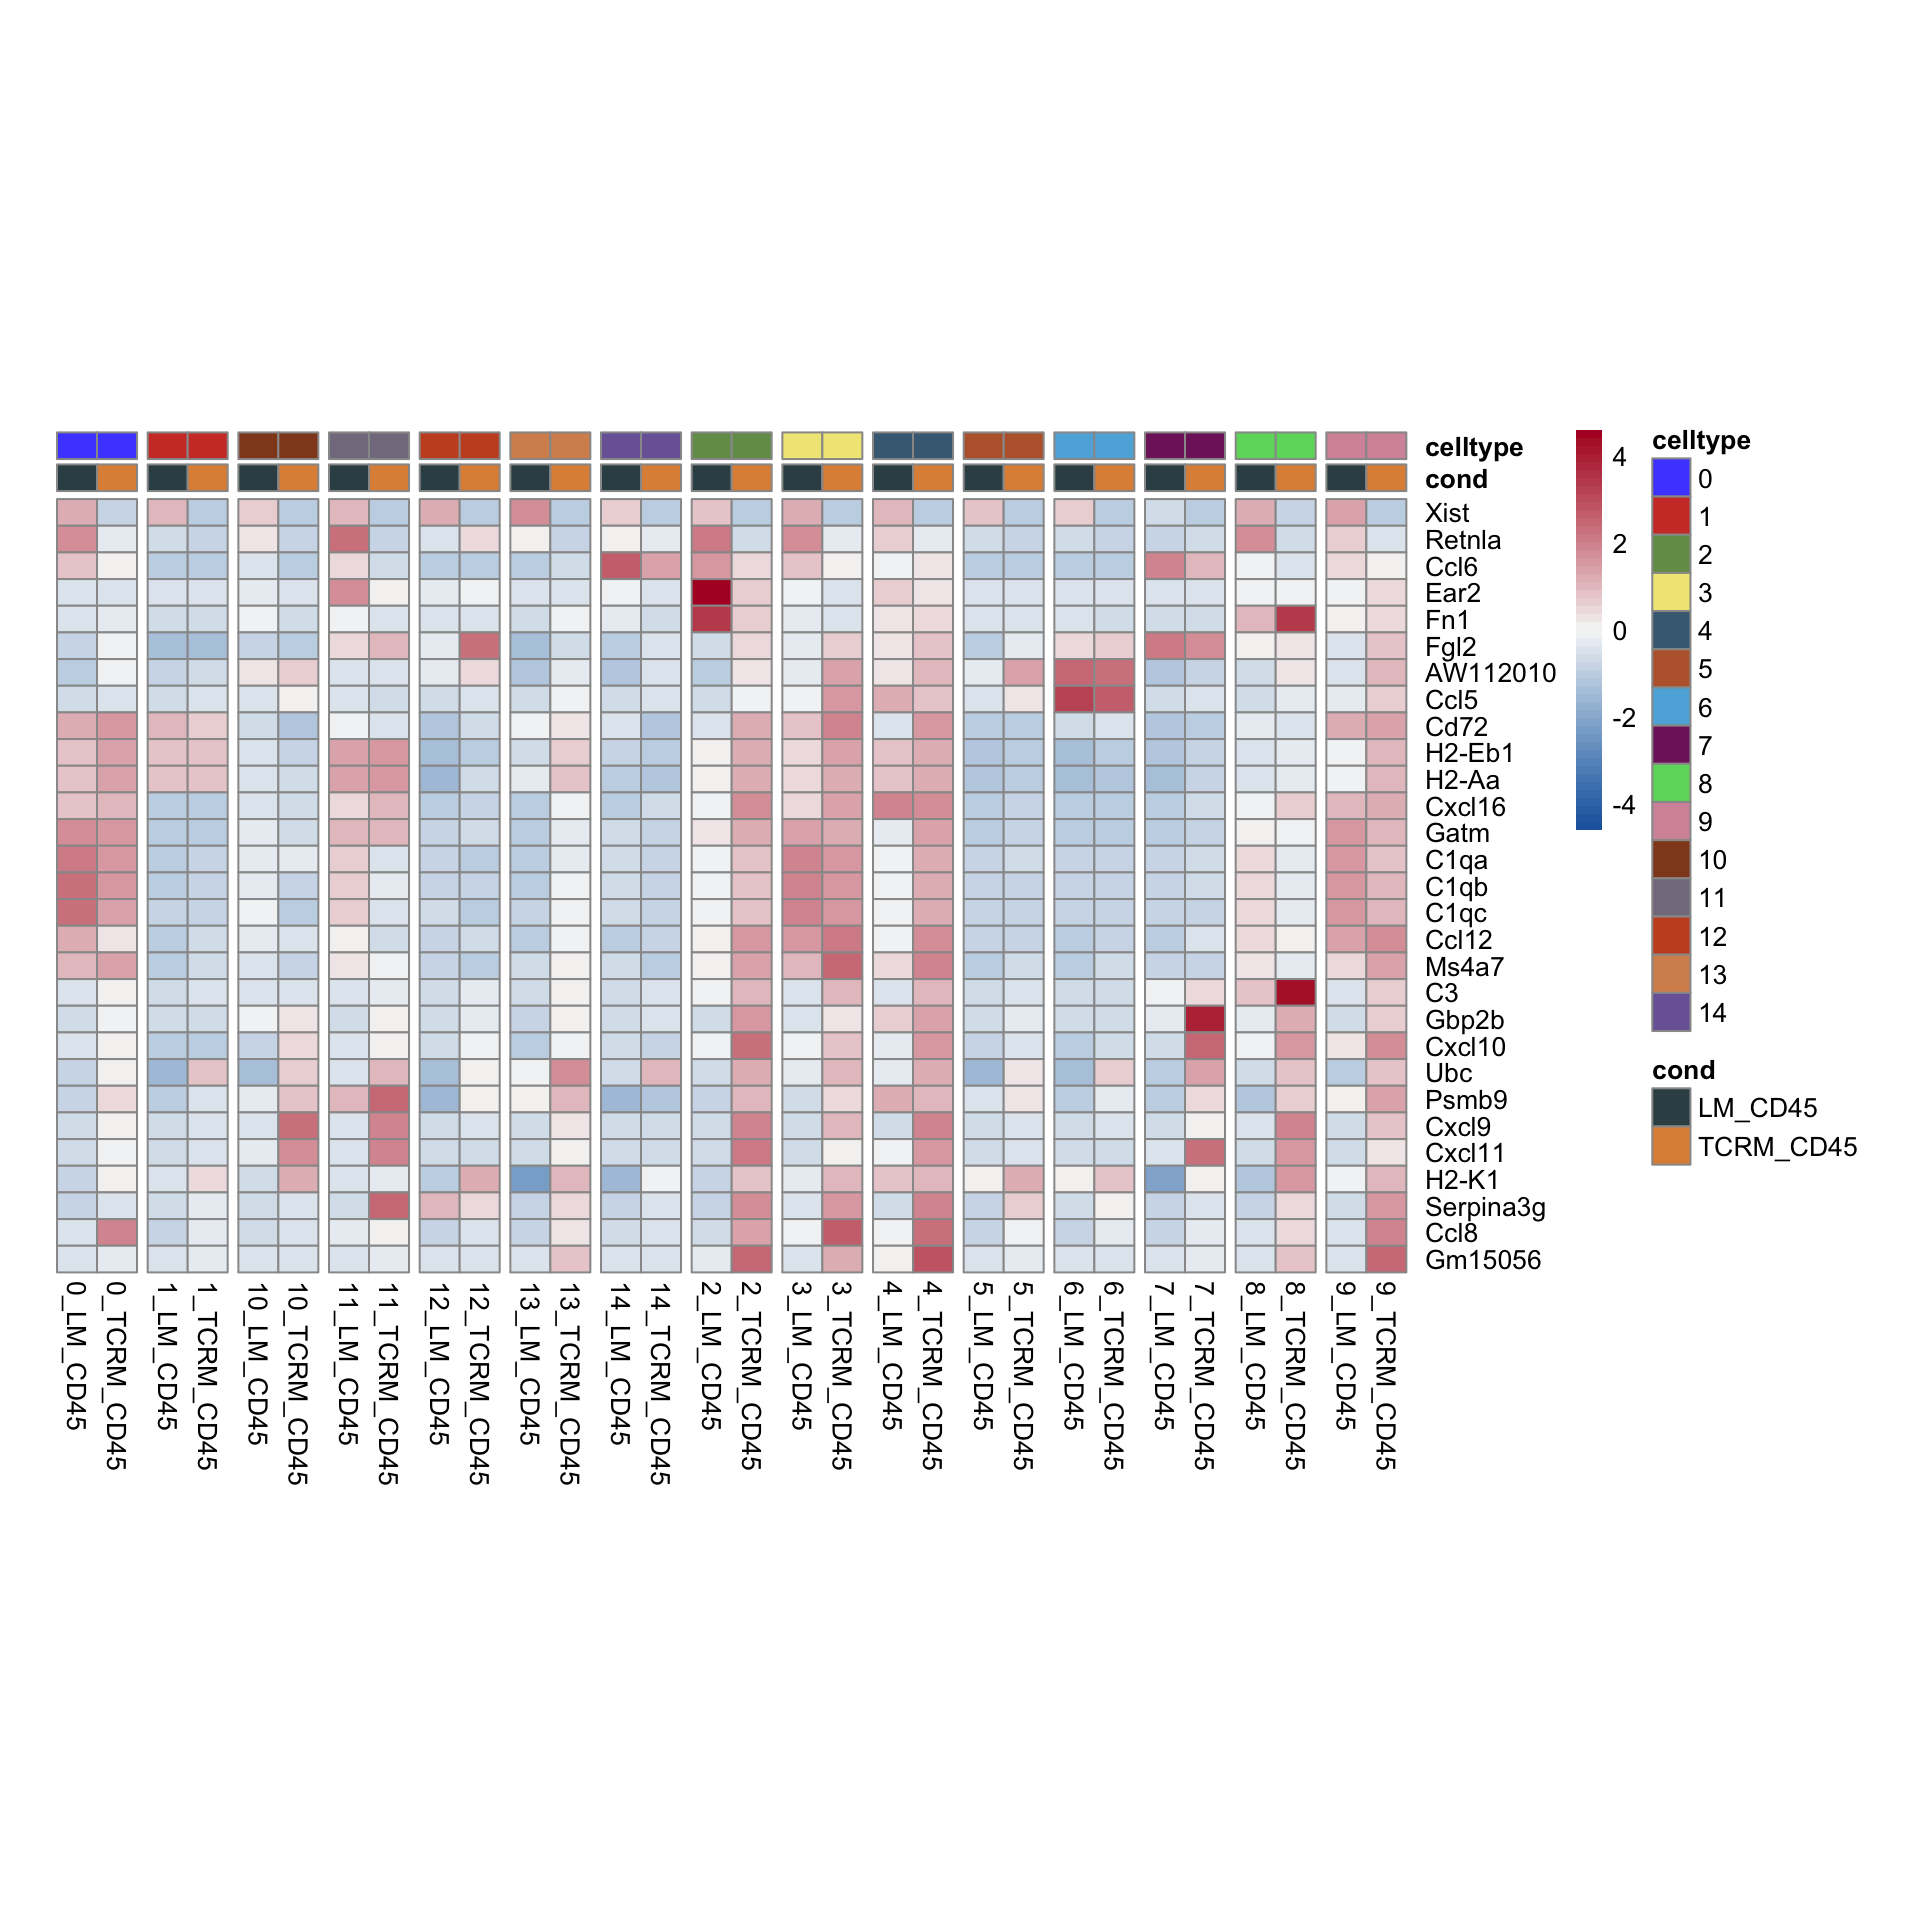 celltype
cond
Xist
Retnla
Ccl6
Ear2
Fn1
Fgl2
AW112010
Ccl5
Cd72
H2-Eb1
H2-Aa
Cxcl16
Gatm
C1qa
C1qb
C1qc
Ccl12
Ms4a7
C3
Gbp2b
Cxcl10
Ubc
Psmb9
Cxcl9
Cxcl11
H2-K1
Serpina3g
Ccl8
Gm15056
0_LM_CD45
0_TCRM_CD45
1_LM_CD45
1_TCRM_CD45
10_LM_CD45
10_TCRM_CD45
11_LM_CD45
11_TCRM_CD45
12_LM_CD45
12_TCRM_CD45
13_LM_CD45
13_TCRM_CD45
14_LM_CD45
14_TCRM_CD45
2_LM_CD45
2_TCRM_CD45
3_LM_CD45
3_TCRM_CD45
4_LM_CD45
4_TCRM_CD45
5_LM_CD45
5_TCRM_CD45
6_LM_CD45
6_TCRM_CD45
7_LM_CD45
7_TCRM_CD45
8_LM_CD45
8_TCRM_CD45
9_LM_CD45
9_TCRM_CD45
4
2
0
-2
-4
celltype
0
1
2
3
4
5
6
7
8
9
10
11
12
13
14
cond
LM_CD45
TCRM_CD45